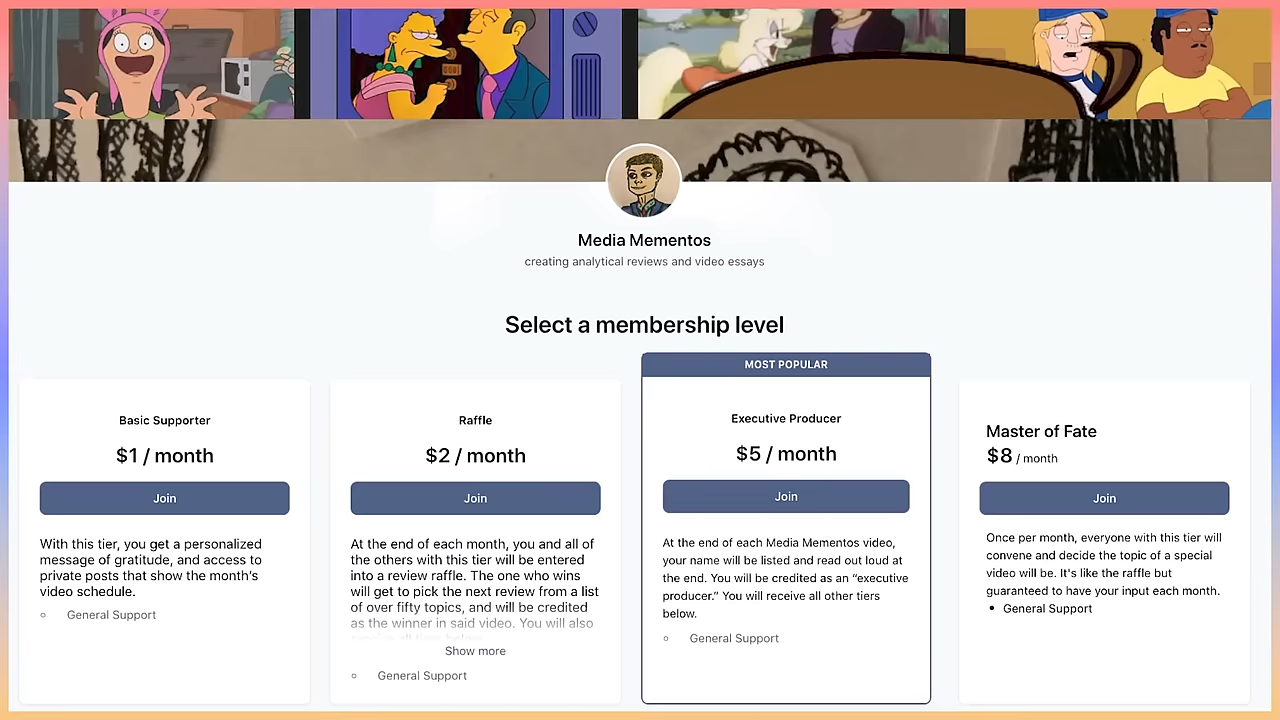 Media Mementos
creating analytical reviews and video essays
Select a membership level
Basic Supporter
$1 / month
Join
With this tier, you get a personalized
message of gratitude, and access to
private posts that show the month's
video schedule.
General Support
Raffle
$2 / month
Join
At the end of each month, you and all of
the others with this tier will be entered
into a review raffle. The one who wins
will get to pick the next review from a list
of over fifty topics, and will be credited
as the winner in said video. You will also
receive all tiers below.
Show more
General Support
MOST POPULAR
Executive Producer
$5 / month
Join
At the end of each Media Mementos video,
your name will be listed and read out loud at
the end. You will be credited as an “executive
producer.” You will receive all other tiers
below.
General Support
Master of Fate
$8 / month
Join
Once per month, everyone with this tier will
convene and decide the topic of a special
video will be. It's like the raffle but
guaranteed to have your input each month.
General Support